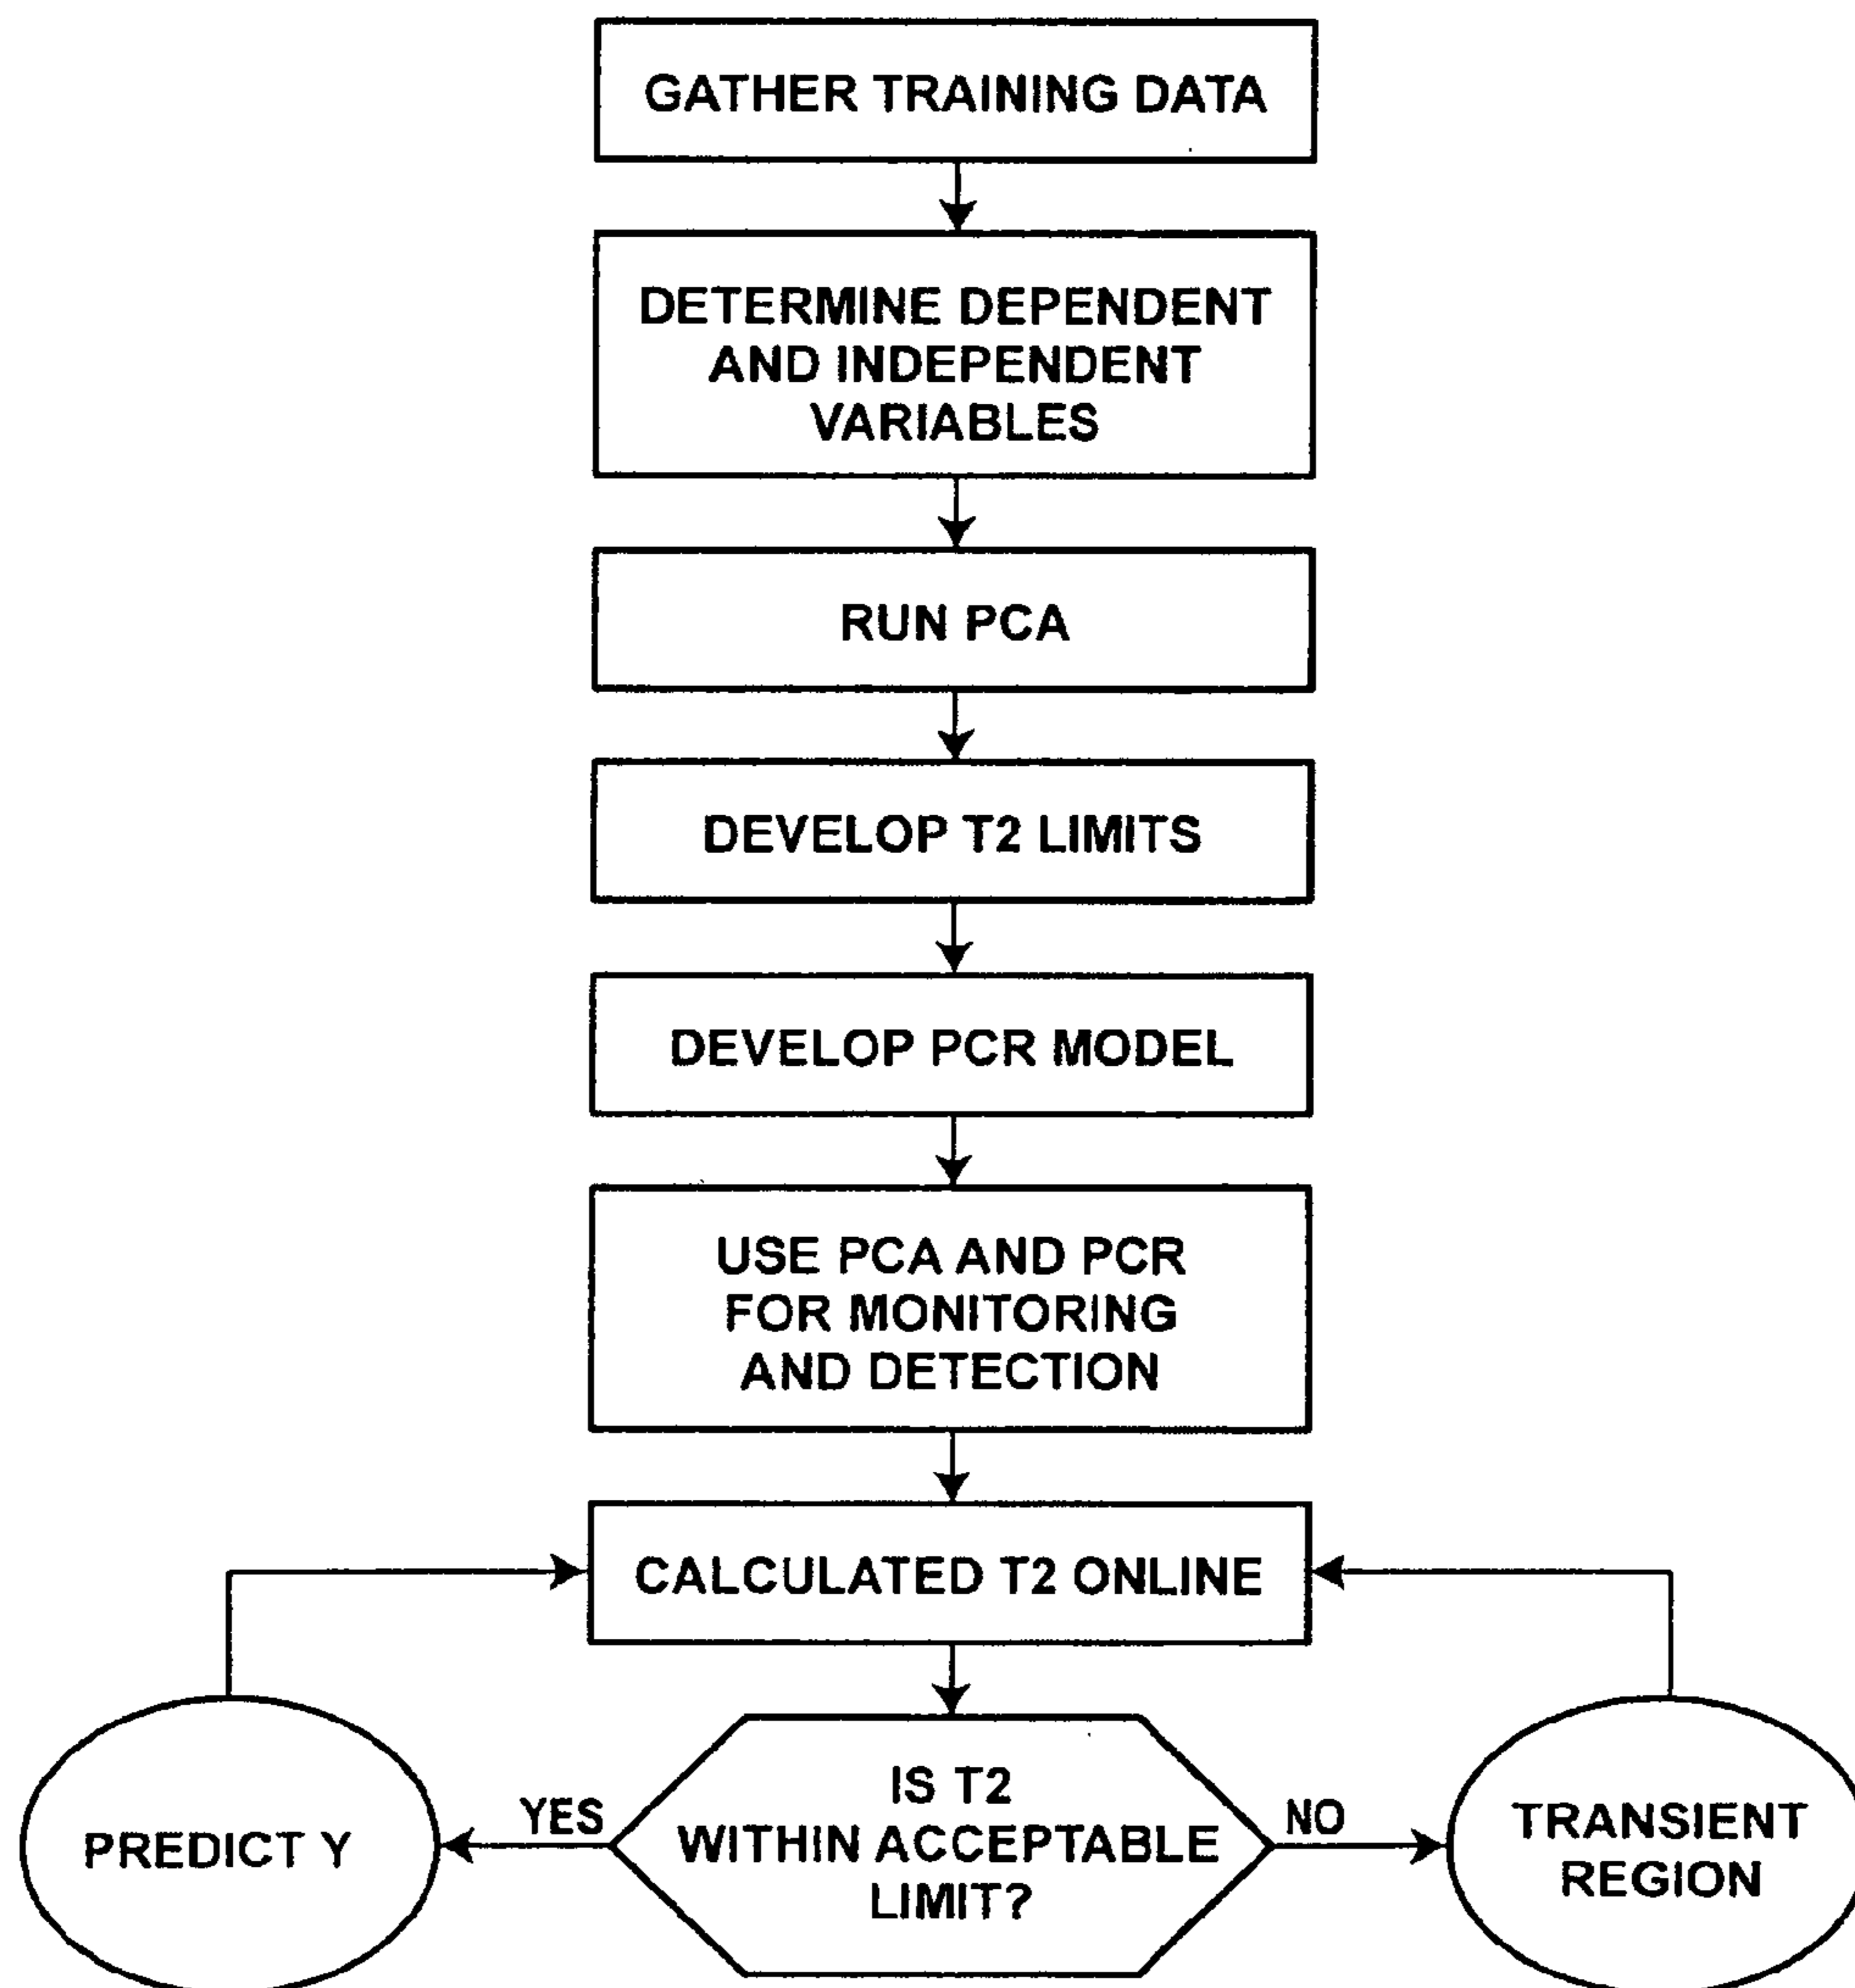 GATHER TRAINING DATA
DETERMINE DEPENDENT
AND INDEPENDENT
VARIABLES
RUN PCA
DEVELOP T2 LIMITS
DEVELOP PCR MODEL
USE PCA AND PCR
FOR MONITORING
AND DETECTION
CALCULATED T2 ONLINE
IS T2
WITHIN ACCEPTABLE
LIMIT?
YES
NO
PREDICT Y
TRANSIENT
REGION